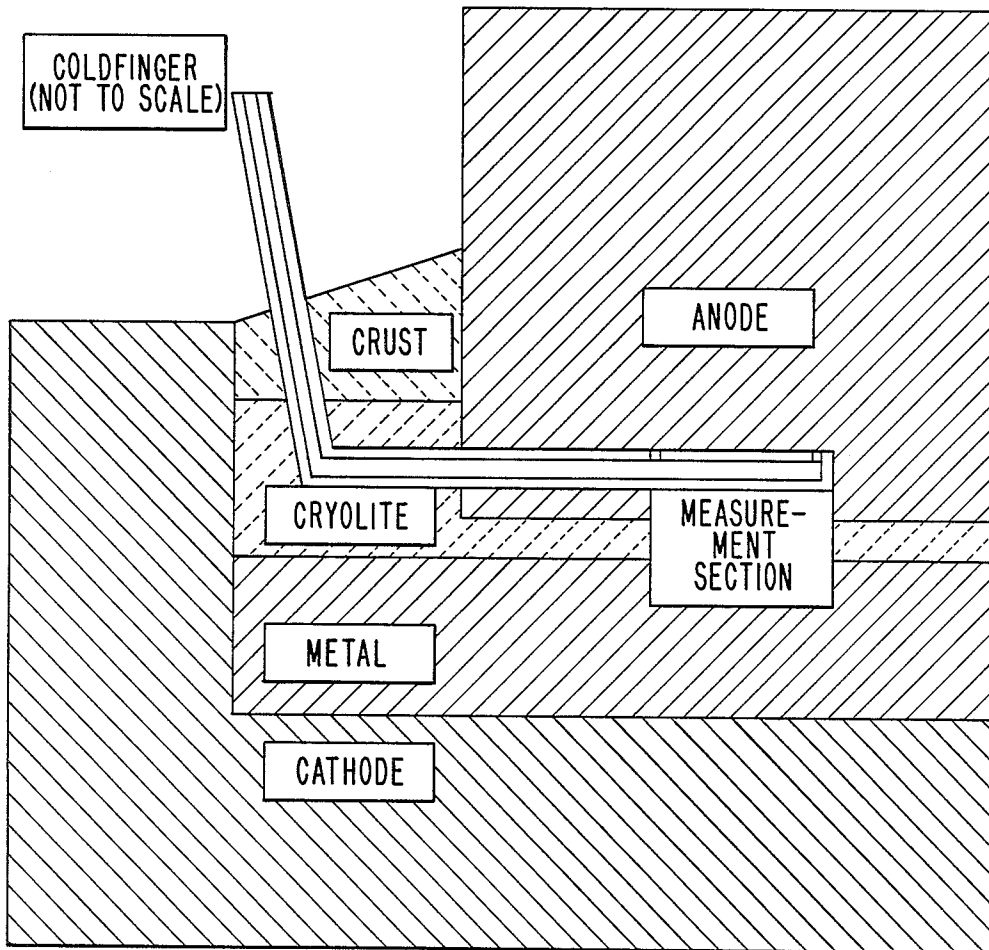 COLDFINGER
(NOT TO SCALE)
CRUST
ANODE
CRYOLITE
MEASURE-
MENT
SECTION
METAL
CATHODE